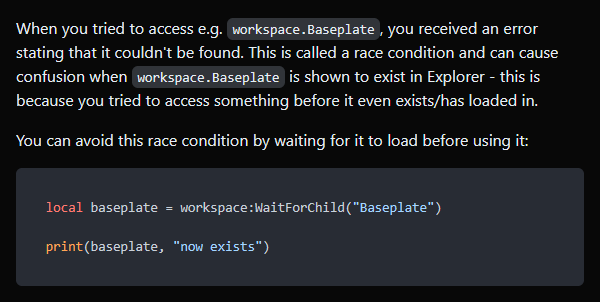 When you tried to access e.g. workspace.Baseplate, you received an error
stating that it couldn't be found. This is called a race condition and can cause
confusion when workspace.Baseplate is shown to exist in Explorer - this is
because you tried to access something before it even exists/has loaded in.
You can avoid this race condition by waiting for it to load before using it:
local baseplate = workspace:WaitForChild("Baseplate")
print(baseplate, "now exists")